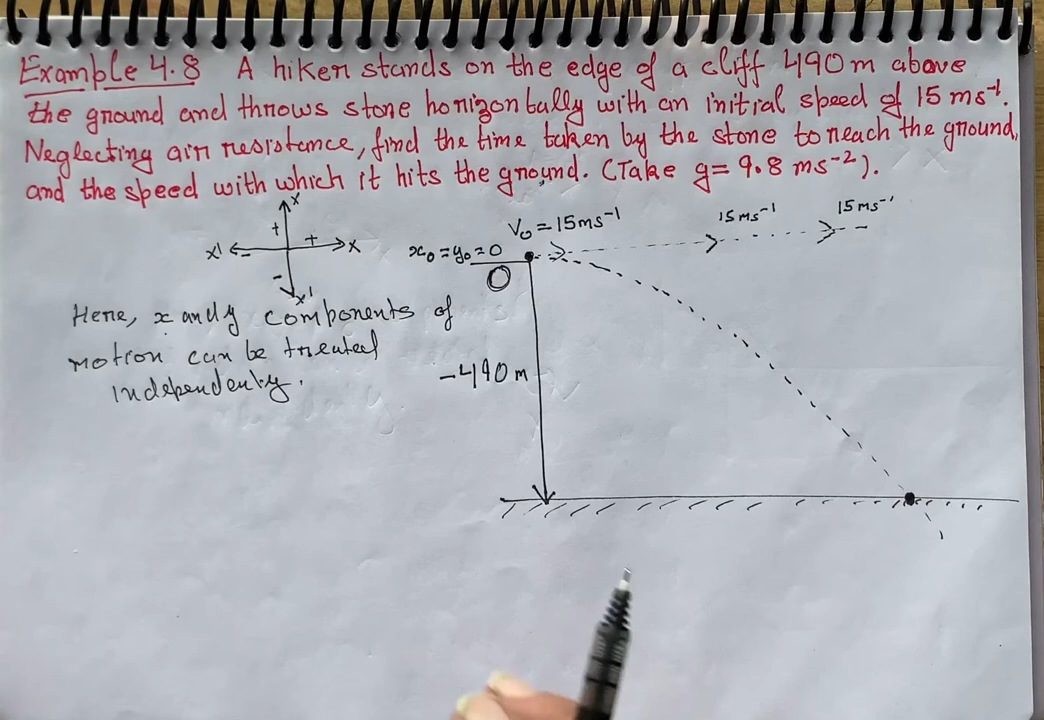 Example 4.8 A hiker stands on the edge of a cliff 490 m above
the ground and throws stone horizontally with an initial speed of 15 ms⁻¹.
Neglecting air resistance, find the time taken by the stone to reach the ground,
and the speed with which it hits the ground. (Take g = 9.8 ms⁻²).
x
+
+
x' - x
-
x'
V₀ = 15ms⁻¹
15 ms⁻¹
15 ms⁻¹
x₀ = y₀ = 0
O
Here, x and y components of
motion can be treated
independently.
-490 m